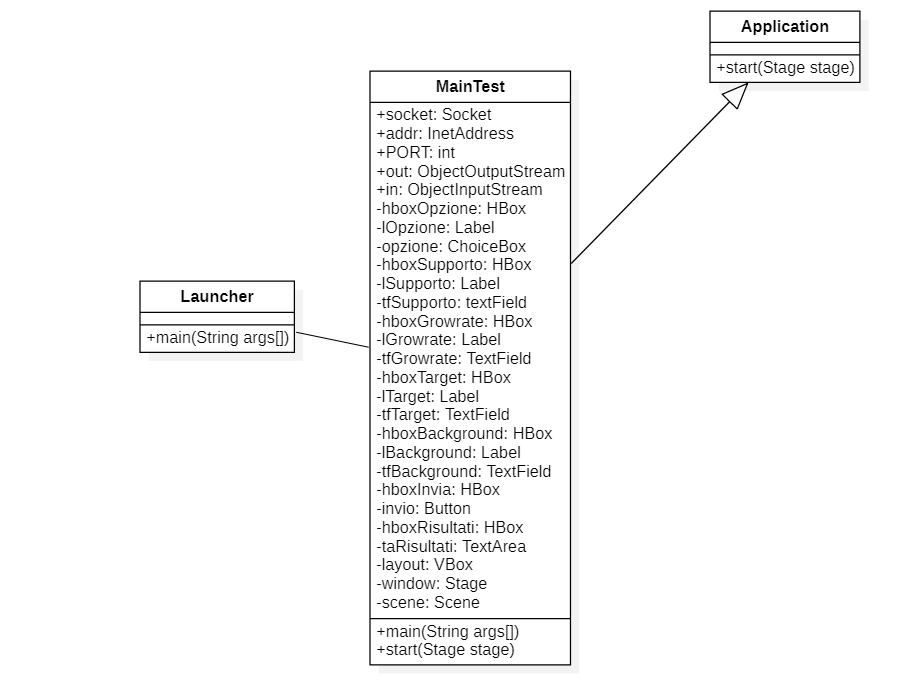 Application
+start(Stage stage)
MainTest
+socket: Socket
+addr: InetAddress
+PORT: int
+out: ObjectOutputStream
+in: ObjectInputStream
-hboxOpzione: HBox
-lOpzione: Label
-opzione: ChoiceBox
-hboxSupporto: HBox
-lSupporto: Label
-tfSupporto: textField
-hboxGrowrate: HBox
-lGrowrate: Label
-tfGrowrate: TextField
-hboxTarget: HBox
-lTarget: Label
-tfTarget: TextField
-hboxBackground: HBox
-lBackground: Label
-tfBackground: TextField
-hboxInvia: HBox
-invio: Button
-hboxRisultati: HBox
-taRisultati: TextArea
-layout: VBox
-window: Stage
-scene: Scene
+main(String args[])
+start(Stage stage)
Launcher
+main(String args[])